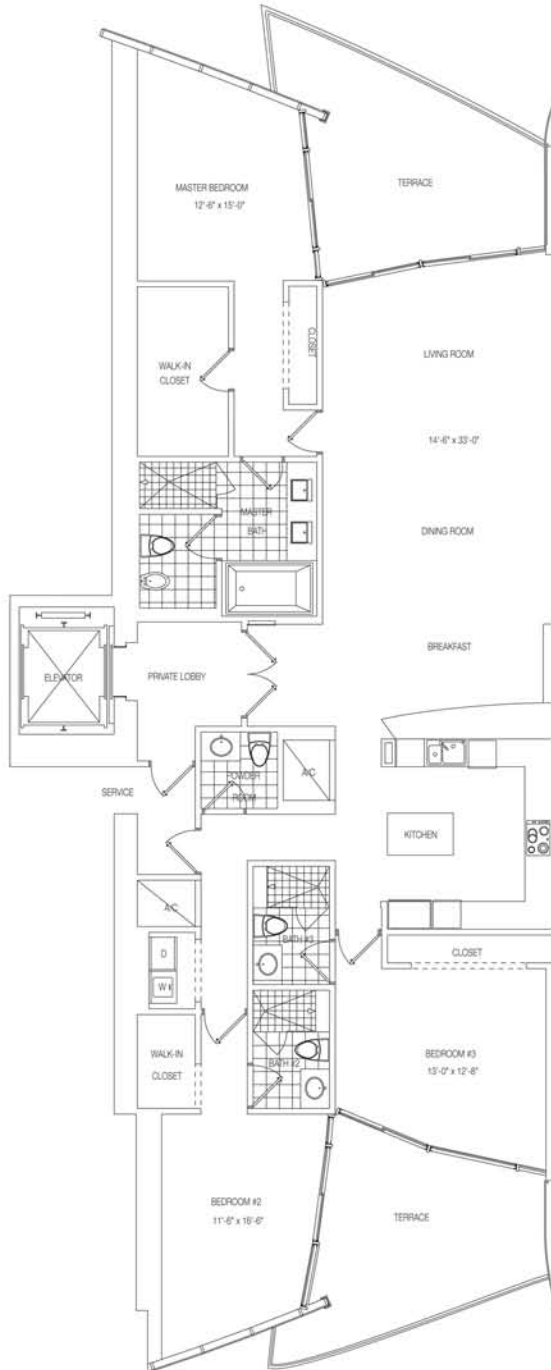 MASTER BEDROOM
12'-6" x 15'-0"
TERRACE
CLOSET
WALK-IN
CLOSET
LIVING ROOM
14'-6" x 33'-0"
MASTER
BATH
DINING ROOM
ELEVATOR
PRIVATE LOBBY
BREAKFAST
POWDER
ROOM
A/C
SERVICE
KITCHEN
A/C
BATH #3
CLOSET
D
W
WALK-IN
CLOSET
BATH #2
BEDROOM #3
13'-0" x 12'-8"
BEDROOM #2
11'-6" x 16'-6"
TERRACE